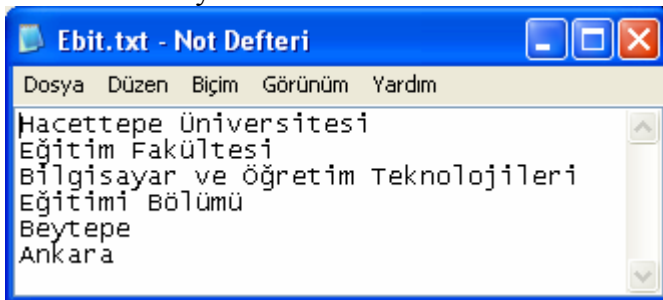 Ebit.txt - Not Defteri
Dosya Düzen Biçim Görünüm Yardım
Hacettepe Üniversitesi
Eğitim Fakültesi
Bilgisayar ve Öğretim Teknolojileri
Eğitimi Bölümü
Beytepe
Ankara